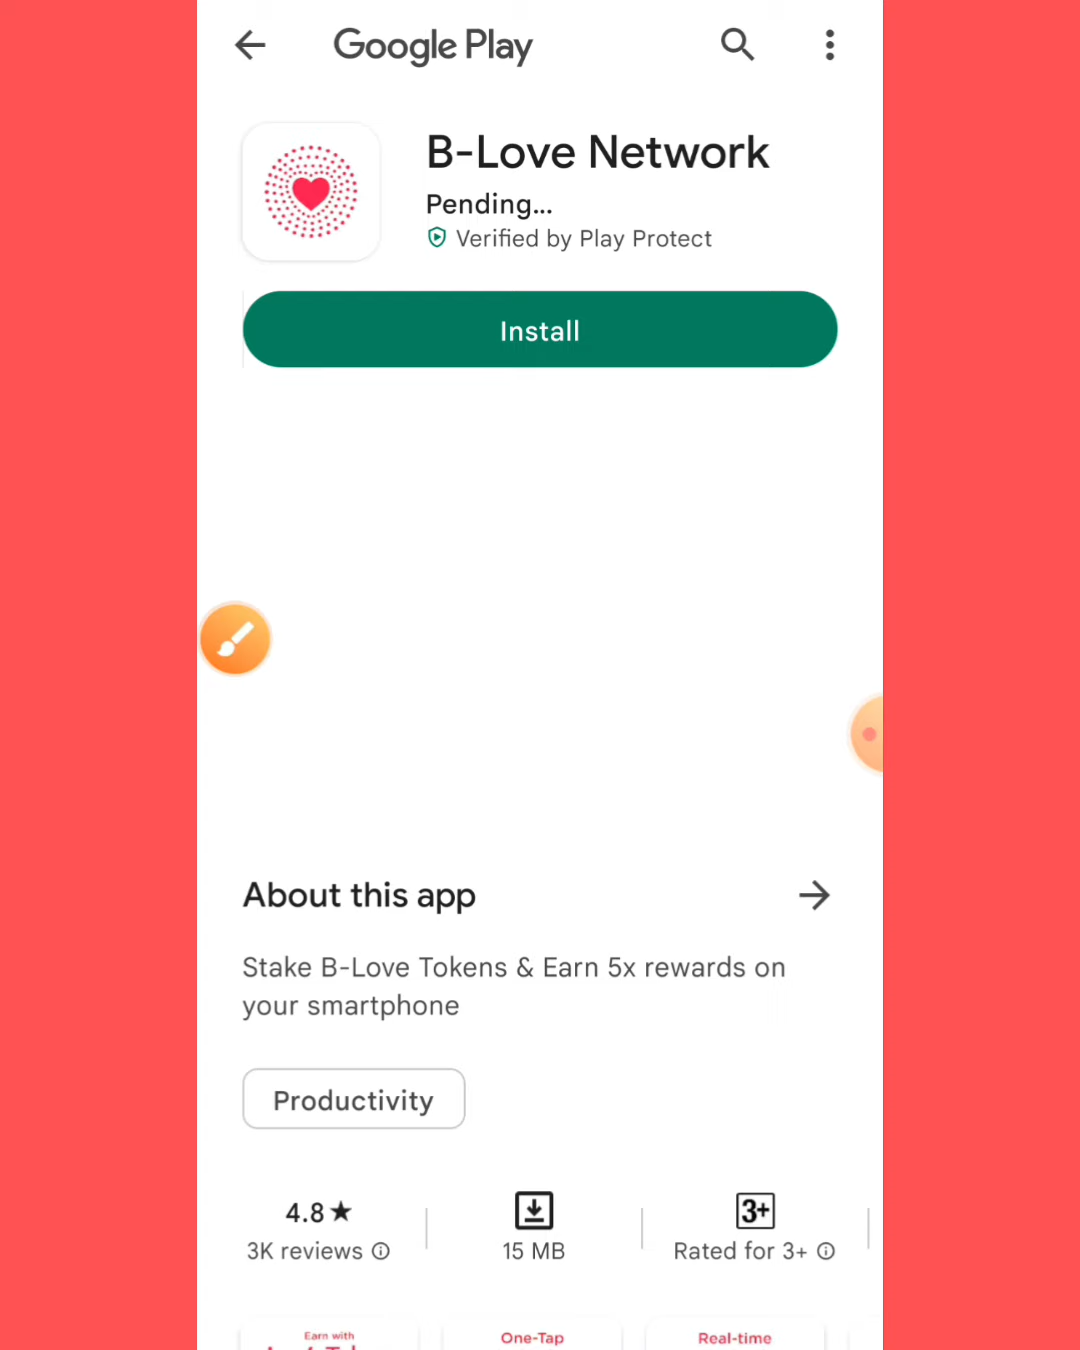 Google Play
B-Love Network
Pending...
Verified by Play Protect
Install
About this app
Stake B-Love Tokens & Earn 5x rewards on
your smartphone
Productivity
4.8★
3K reviews
15 MB
3+
Rated for 3+
Earn with
One-Tap
Real-time